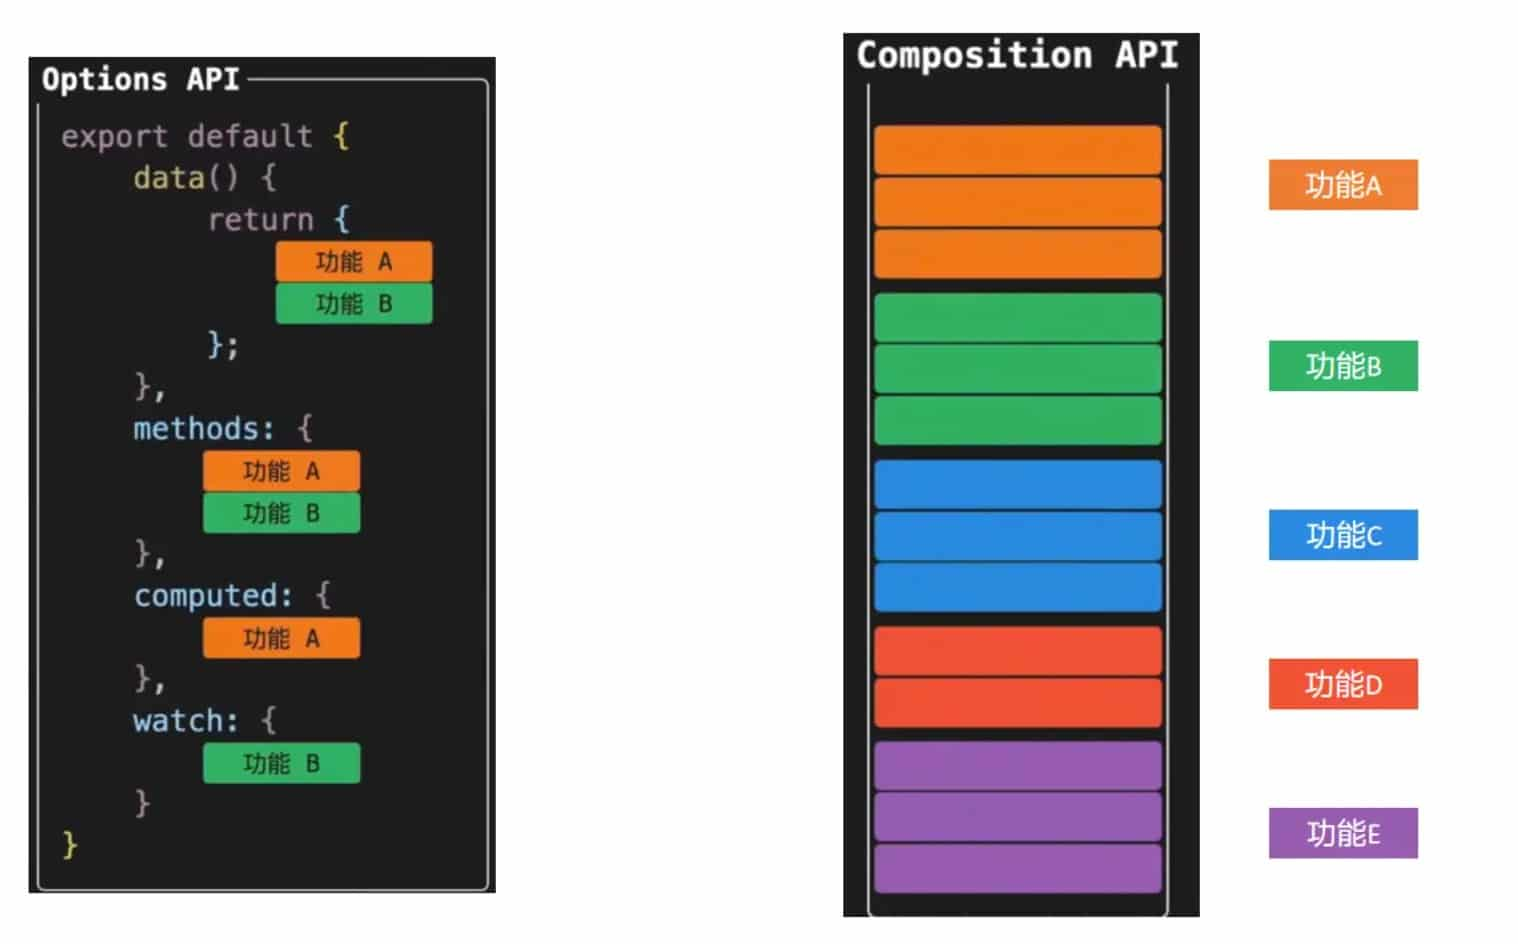 Options API
export default {
data() {
return {
功能 A
功能 B
};
},
methods: {
功能 A
功能 B
},
computed: {
功能 A
},
watch: {
功能 B
}
}
Composition API
功能A
功能B
功能C
功能D
功能E